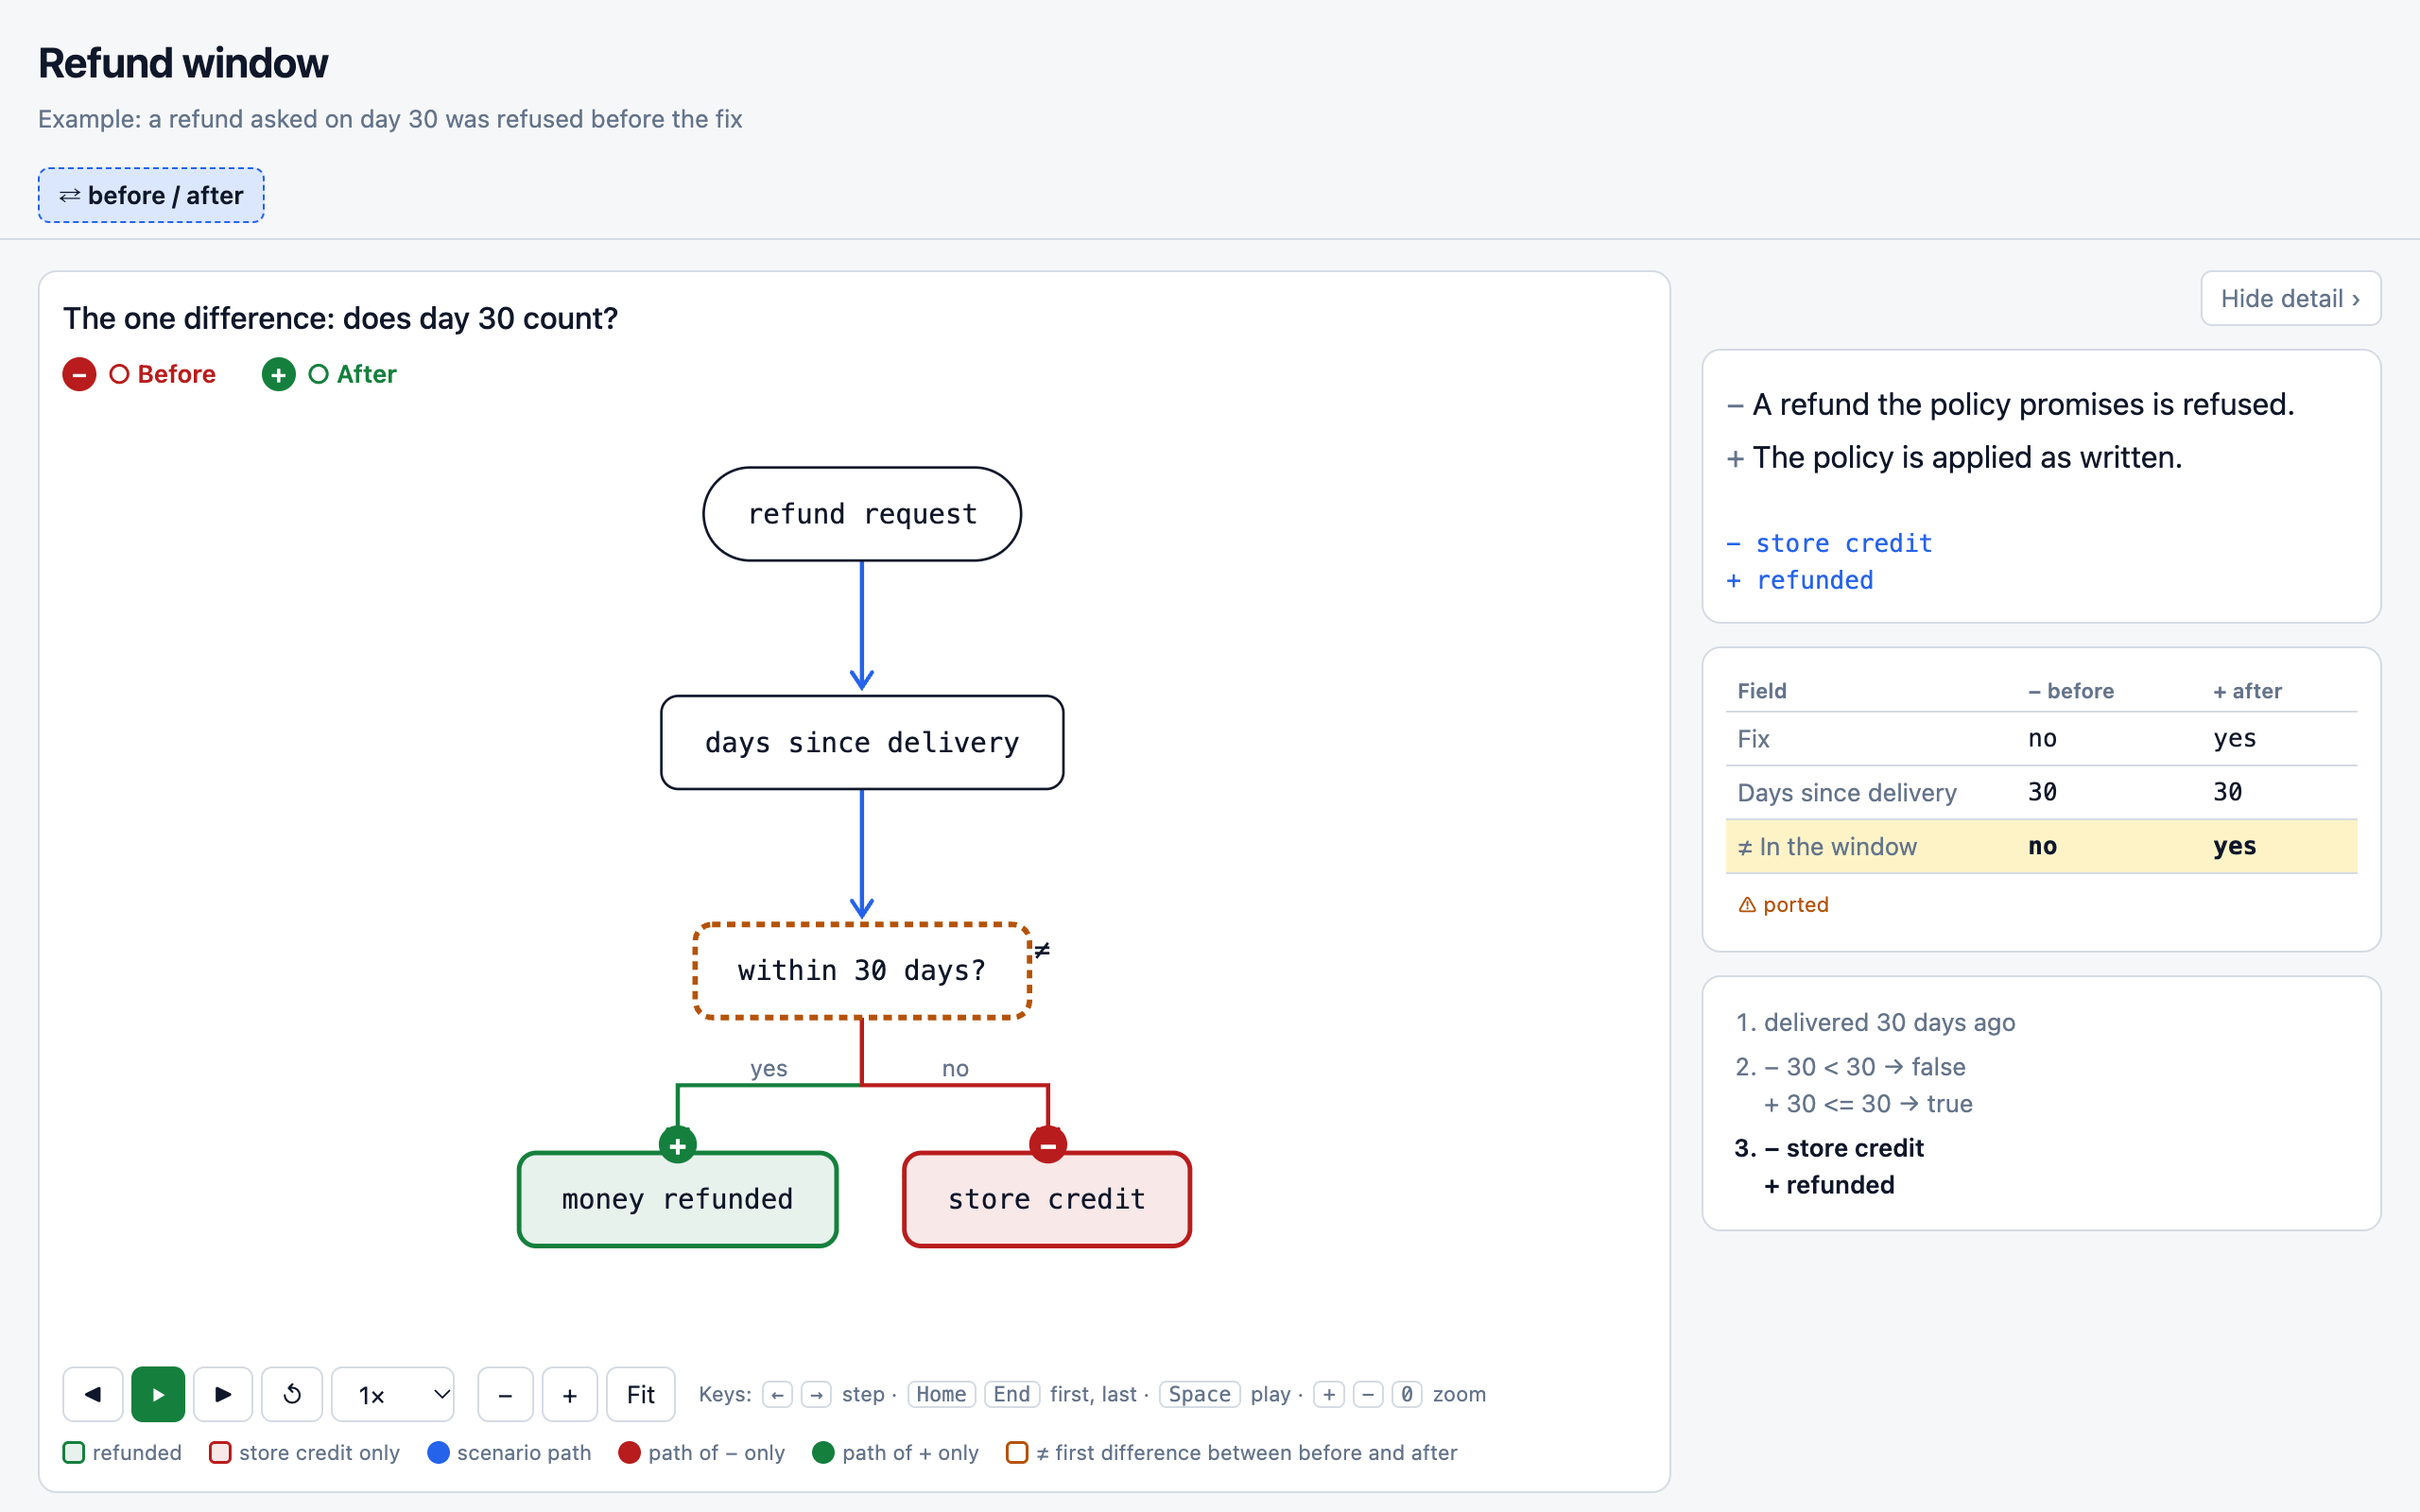 Refund window
Example: a refund asked on day 30 was refused before the fix
⇄ before / after
The one difference: does day 30 count?
− Before + After
refund request
days since delivery
within 30 days? ≠
yes no
+ −
money refunded store credit
1× − + Fit Keys: ← → step · Home End first, last · Space play · + − 0 zoom
refunded store credit only scenario path path of − only path of + only ≠ first difference between before and after
Hide detail ›
− A refund the policy promises is refused.
+ The policy is applied as written.
− store credit
+ refunded
Field − before + after
Fix no yes
Days since delivery 30 30
≠ In the window no yes
⚠ ported
1. delivered 30 days ago
2. − 30 < 30 → false
+ 30 <= 30 → true
3. − store credit
+ refunded